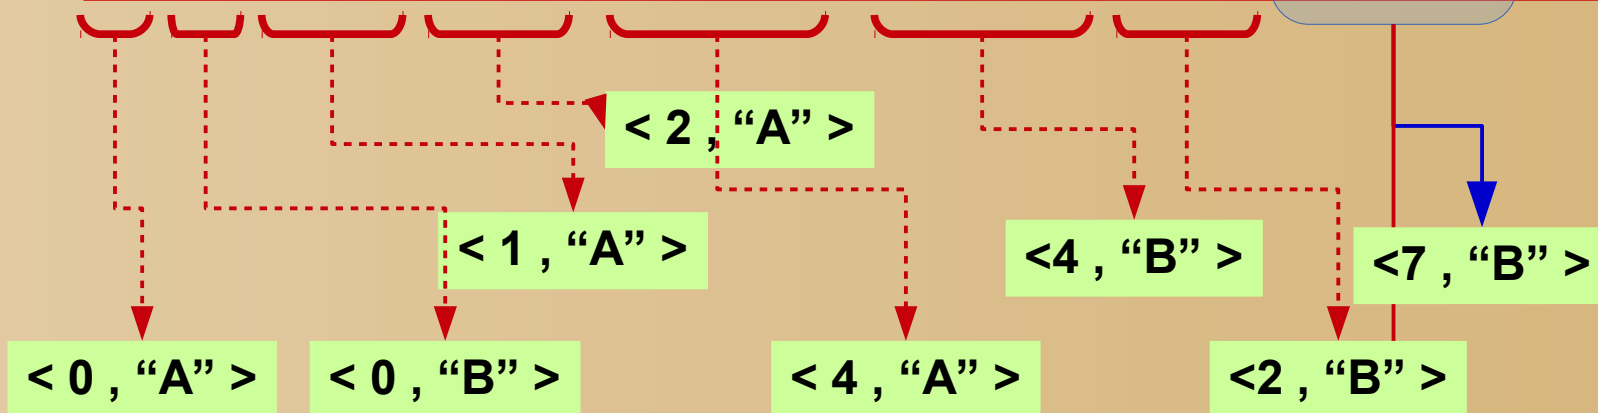 < 2 , “A” >
< 1 , “A” >
<4 , “B” >
<7 , “B” >
< 0 , “A” >
< 0 , “B” >
< 4 , “A” >
<2 , “B” >